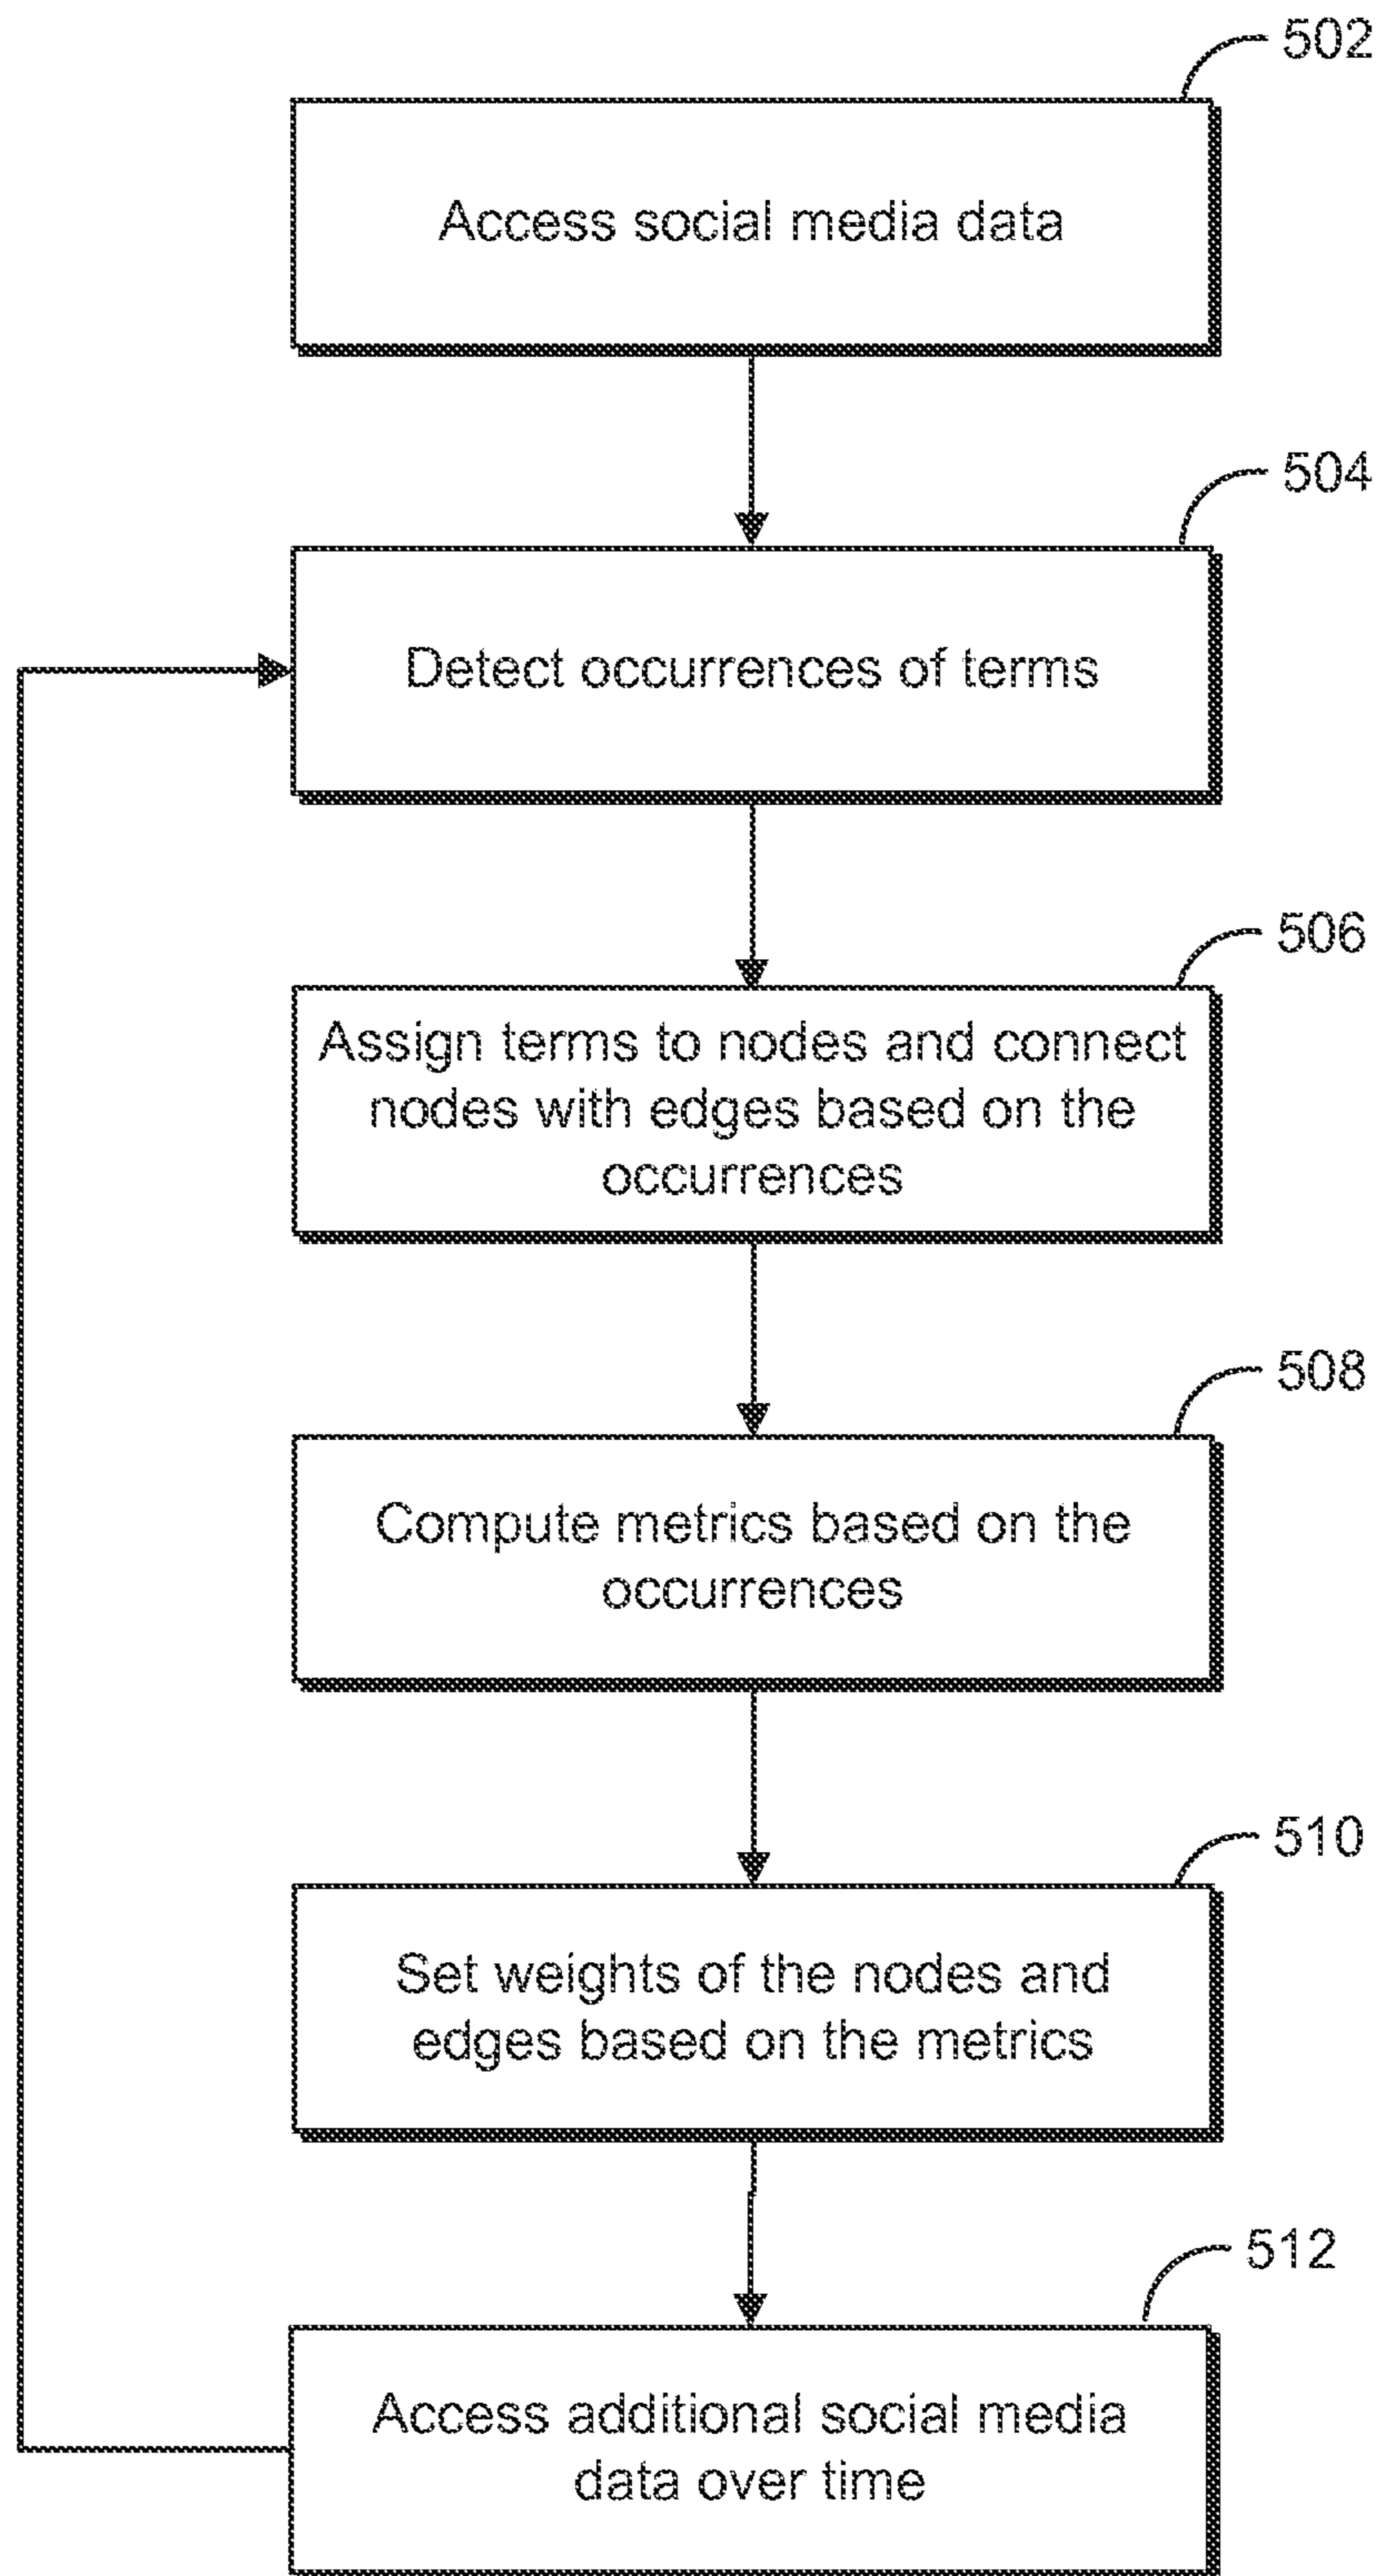 502
Access social media data
504
Detect occurrences of terms
506
Assign terms to nodes and connect
nodes with edges based on the
occurrences
508
Compute metrics based on the
occurrences
510
Set weights of the nodes and
edges based on the metrics
512
Access additional social media
data over time